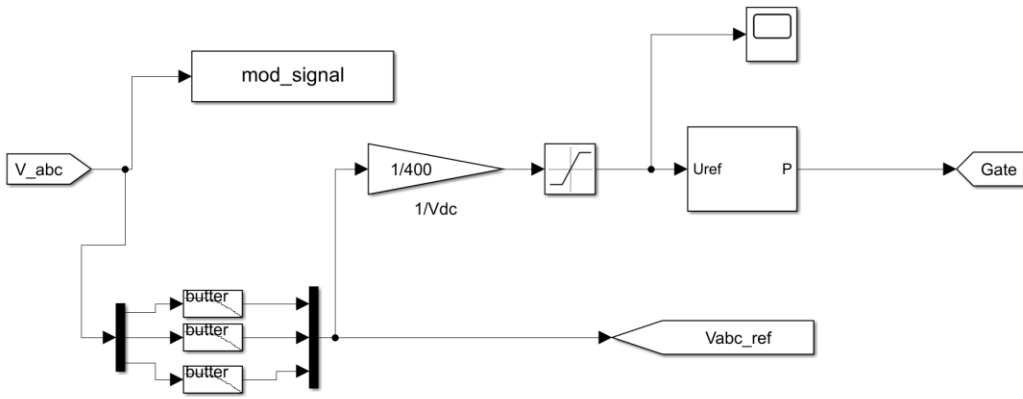 mod_signal
V_abc
1/400
1/Vdc
Uref
P
Gate
butter
butter
butter
Vabc_ref